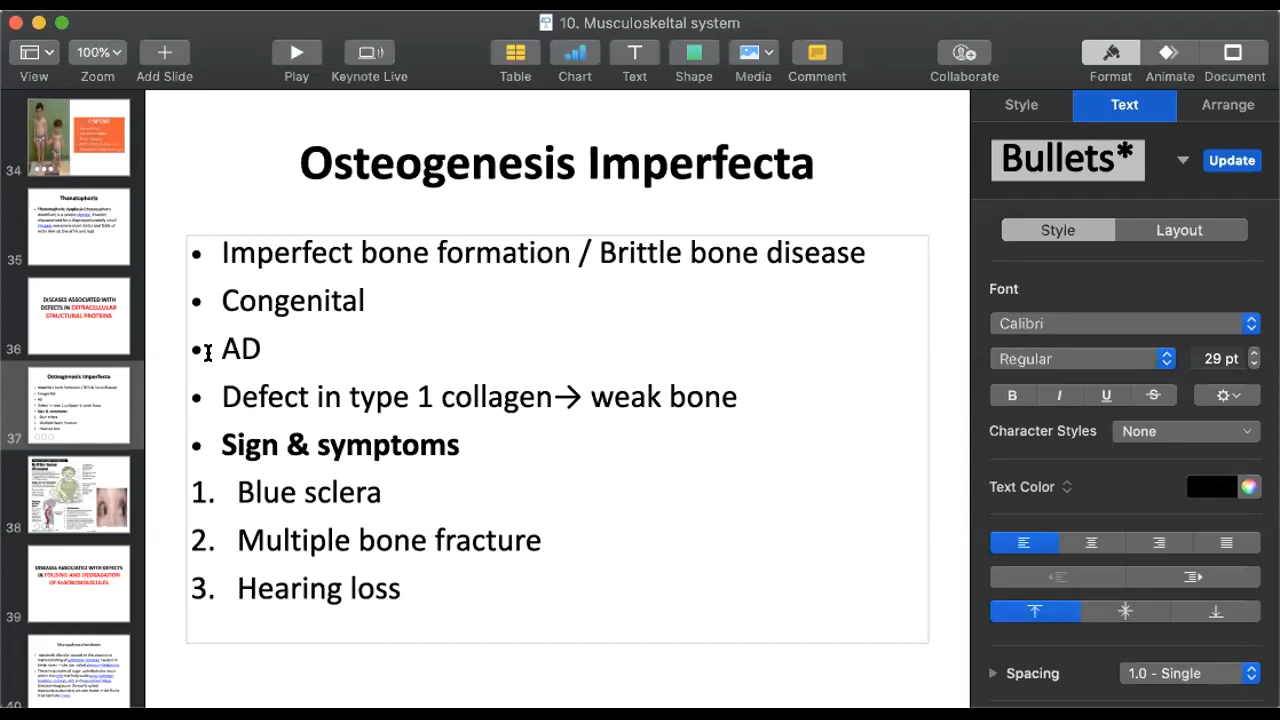 10. Musculoskeltal system
100%
View
Zoom
Add Slide
Play
Keynote Live
Table
Chart
Text
Shape
Media
Comment
Collaborate
Format
Animate
Document
34
Thanatophoria
35
DISEASES ASSOCIATED WITH
DEFECTS IN EXTRACELLULAR
STRUCTURAL PROTEINS
36
Osteogenesis Imperfecta
37
38
DISEASES ASSOCIATED WITH DEFECTS
IN FOLDING AND DEGRADATION
OF MACROMOLECULES
39
Osteogenesis Imperfecta
• Imperfect bone formation / Brittle bone disease
• Congenital
• AD
• Defect in type 1 collagen→ weak bone
• Sign & symptoms
1. Blue sclera
2. Multiple bone fracture
3. Hearing loss
Style
Text
Arrange
Bullets*
Update
Style
Layout
Font
Calibri
Regular
29 pt
B I U S
Character Styles
None
Text Color
Spacing
1.0 - Single